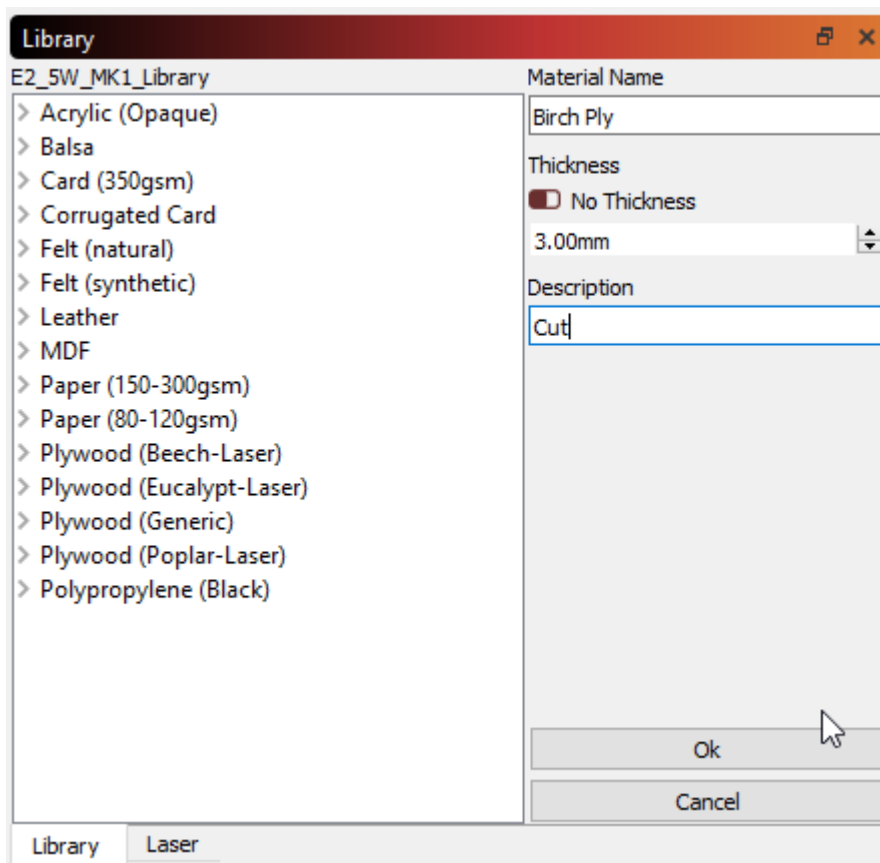 Library
E2_5W_MK1_Library
Acrylic (Opaque)
Balsa
Card (350gsm)
Corrugated Card
Felt (natural)
Felt (synthetic)
Leather
MDF
Paper (150-300gsm)
Paper (80-120gsm)
Plywood (Beech-Laser)
Plywood (Eucalypt-Laser)
Plywood (Generic)
Plywood (Poplar-Laser)
Polypropylene (Black)
Material Name
Birch Ply
Thickness
No Thickness
3.00mm
Description
Cut
Ok
Cancel
Library
Laser